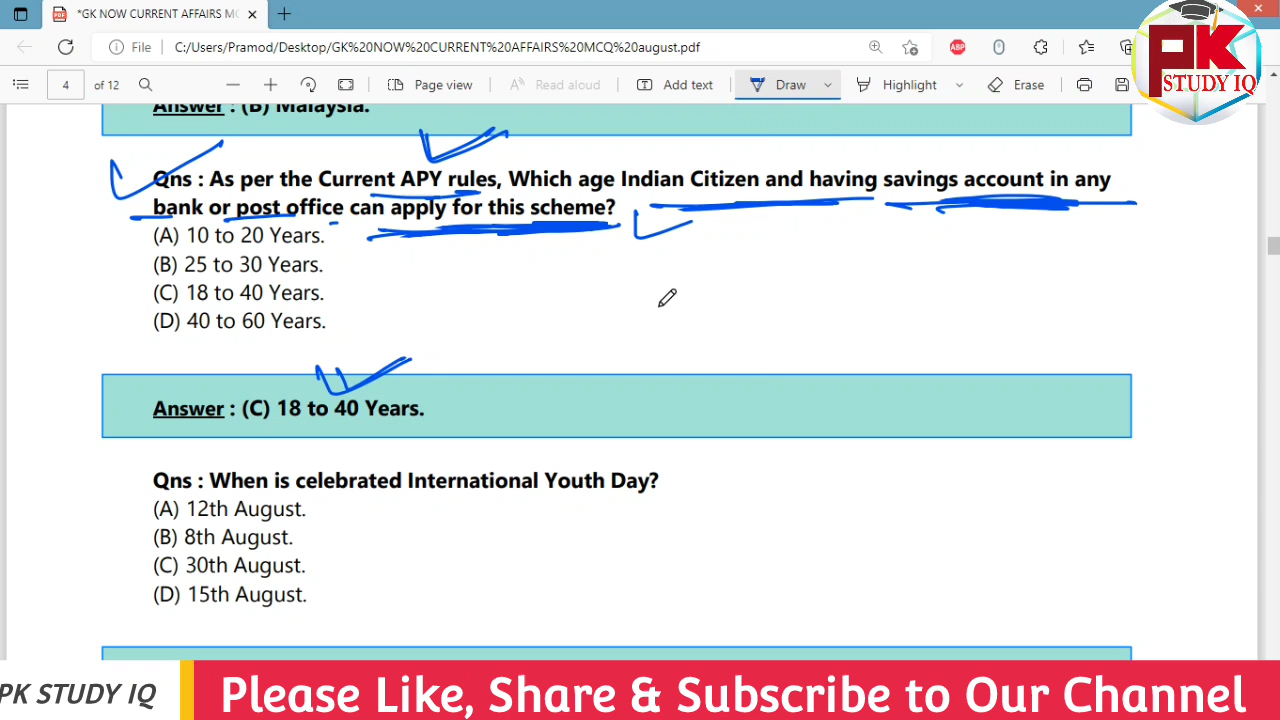 *GK NOW CURRENT AFFAIRS MC
File C:/Users/Pramod/Desktop/GK%20NOW%20CURRENT%20AFFAIRS%20MCQ%20august.pdf
ABP
4 of 12 Page view Read aloud Add text Draw Highlight Erase
PK
STUDY IQ
Answer : (B) Malaysia.
Qns : As per the Current APY rules, Which age Indian Citizen and having savings account in any
bank or post office can apply for this scheme?
(A) 10 to 20 Years.
(B) 25 to 30 Years.
(C) 18 to 40 Years.
(D) 40 to 60 Years.
Answer : (C) 18 to 40 Years.
Qns : When is celebrated International Youth Day?
(A) 12th August.
(B) 8th August.
(C) 30th August.
(D) 15th August.
PK STUDY IQ
Please Like, Share & Subscribe to Our Channel